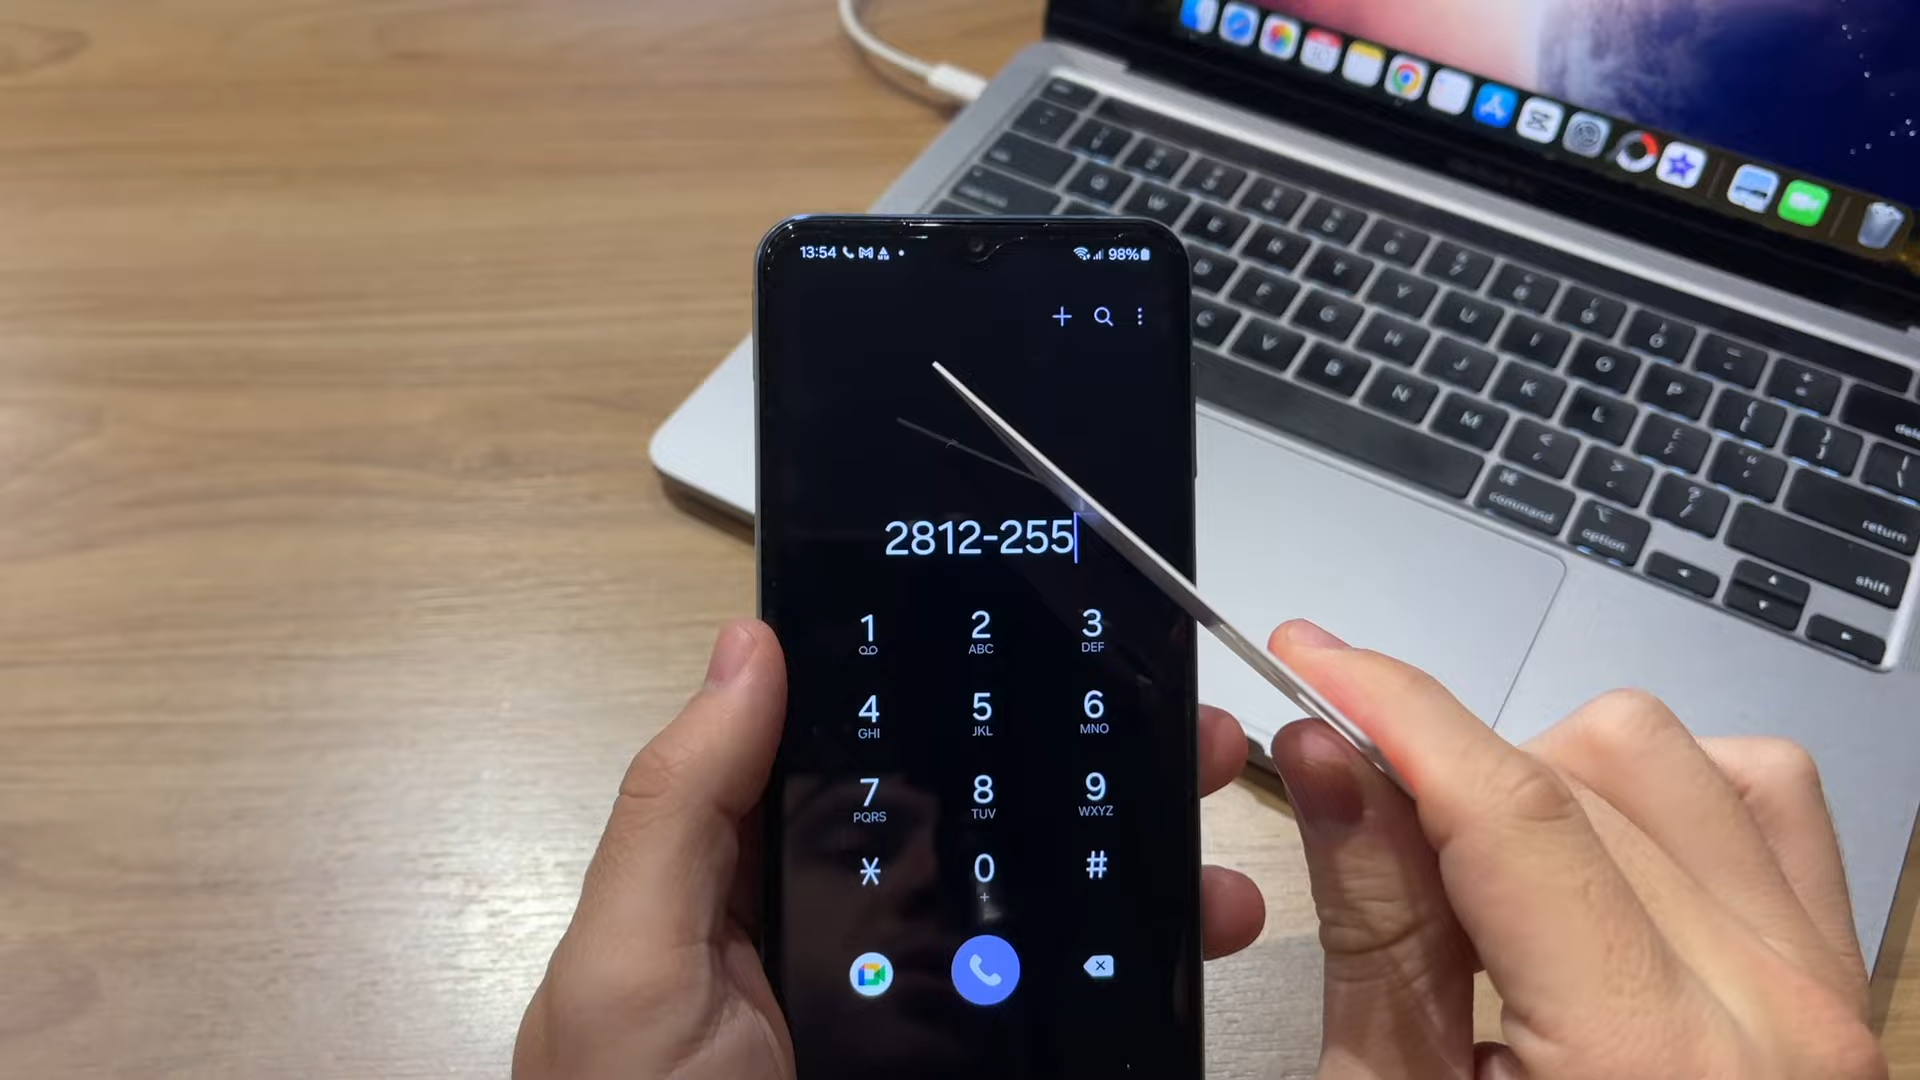 13:54 98%
2812-255
1 2 3
ABC DEF
4 5 6
GHI JKL MNO
7 8 9
PQRS TUV WXYZ
* 0 #
+
Q W E R T Y U I O P
F G H J K L
C V B N M
command
option
delete
return
shift